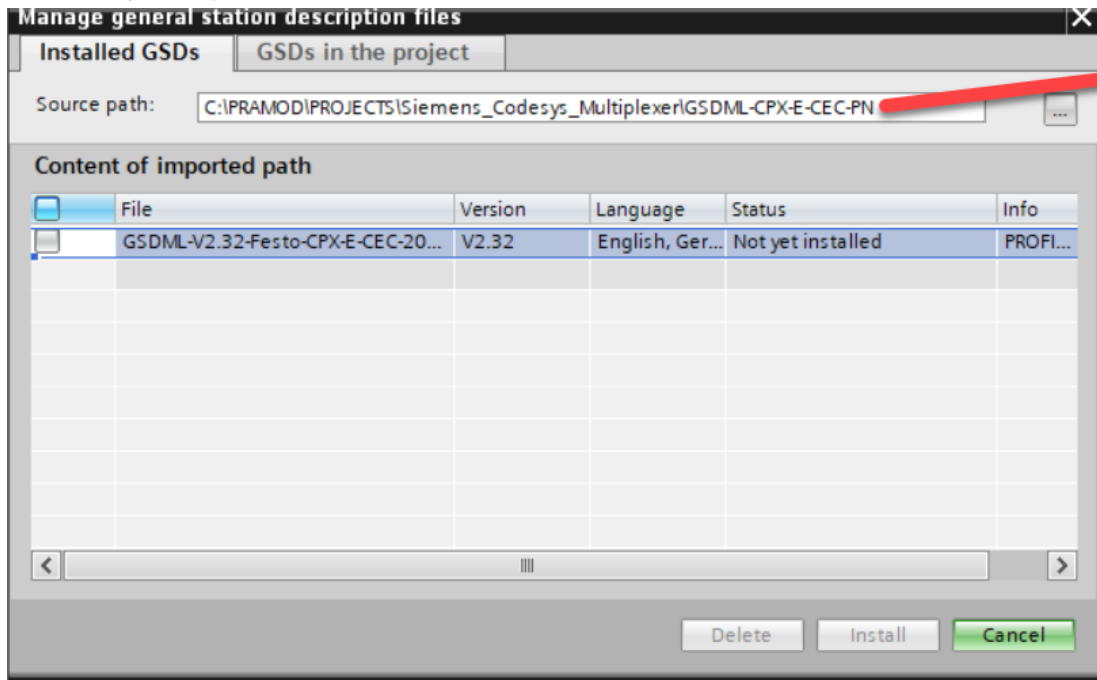 Manage general station description files
Installed GSDs GSDs in the project
Source path: C:\PRAMOD\PROJECTS\Siemens_Codesys_Multiplexer\GSDML-CPX-E-CEC-PN ...
Content of imported path
File Version Language Status Info
GSDML-V2.32-Festo-CPX-E-CEC-20... V2.32 English, Ger... Not yet installed PROFI...
Delete Install Cancel